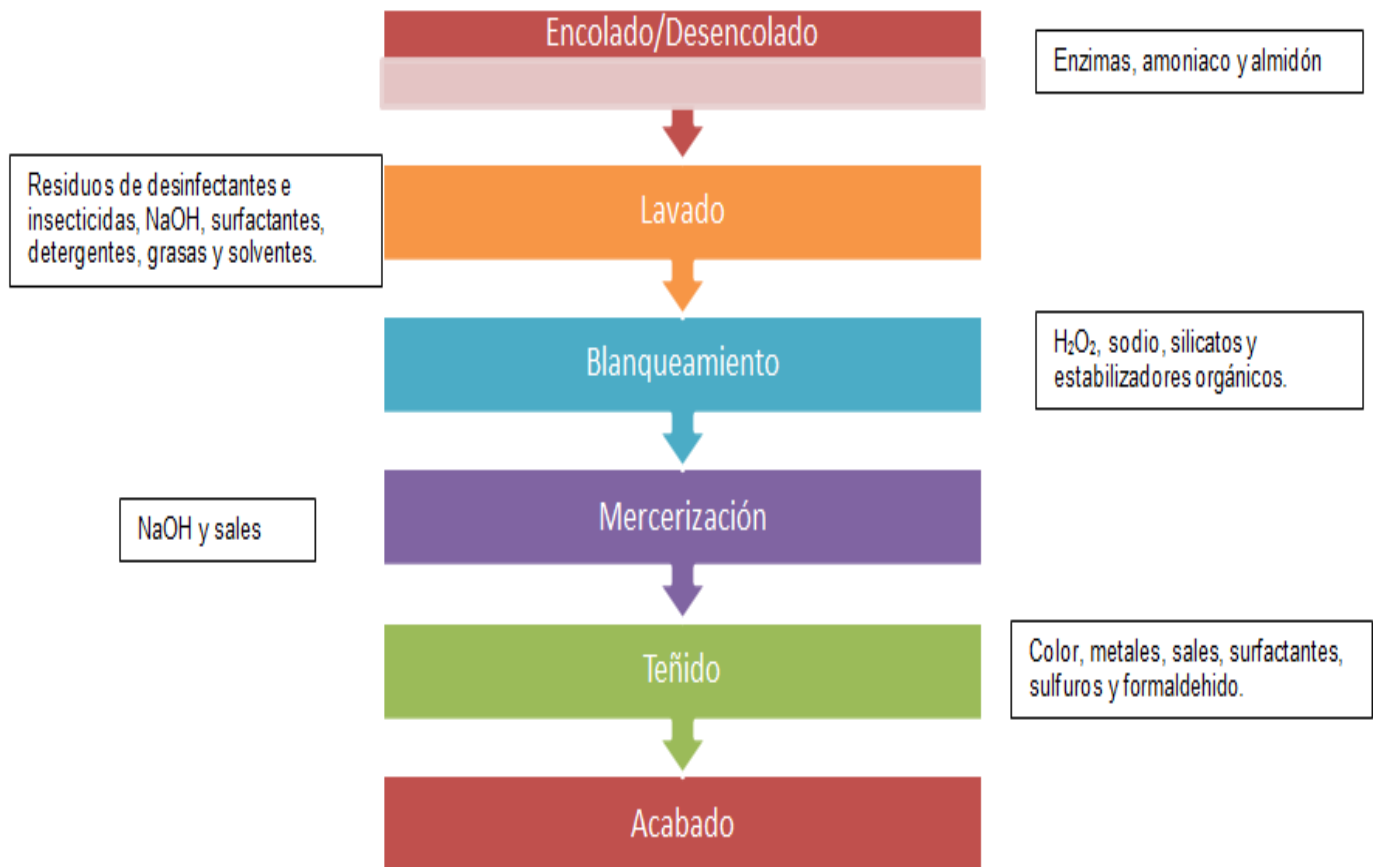 Encolado/Desencolado
Enzimas, amoniaco y almidón
Lavado
Residuos de desinfectantes e
insecticidas, NaOH, surfactantes,
detergentes, grasas y solventes.
Blanqueamiento
H₂O₂, sodio, silicatos y
estabilizadores orgánicos.
Mercerización
NaOH y sales
Teñido
Color, metales, sales, surfactantes,
sulfuros y formaldehido.
Acabado